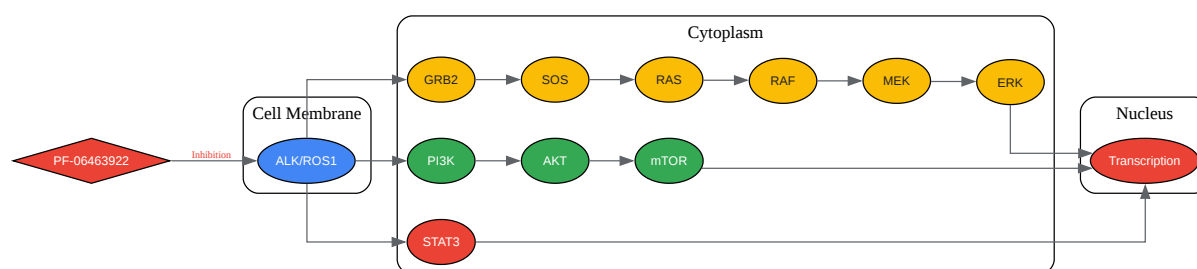 Cytoplasm
GRB2
SOS
RAS
RAF
MEK
ERK
Cell Membrane
Nucleus
PF-06463922
Inhibition
ALK/ROS1
PI3K
AKT
mTOR
Transcription
STAT3